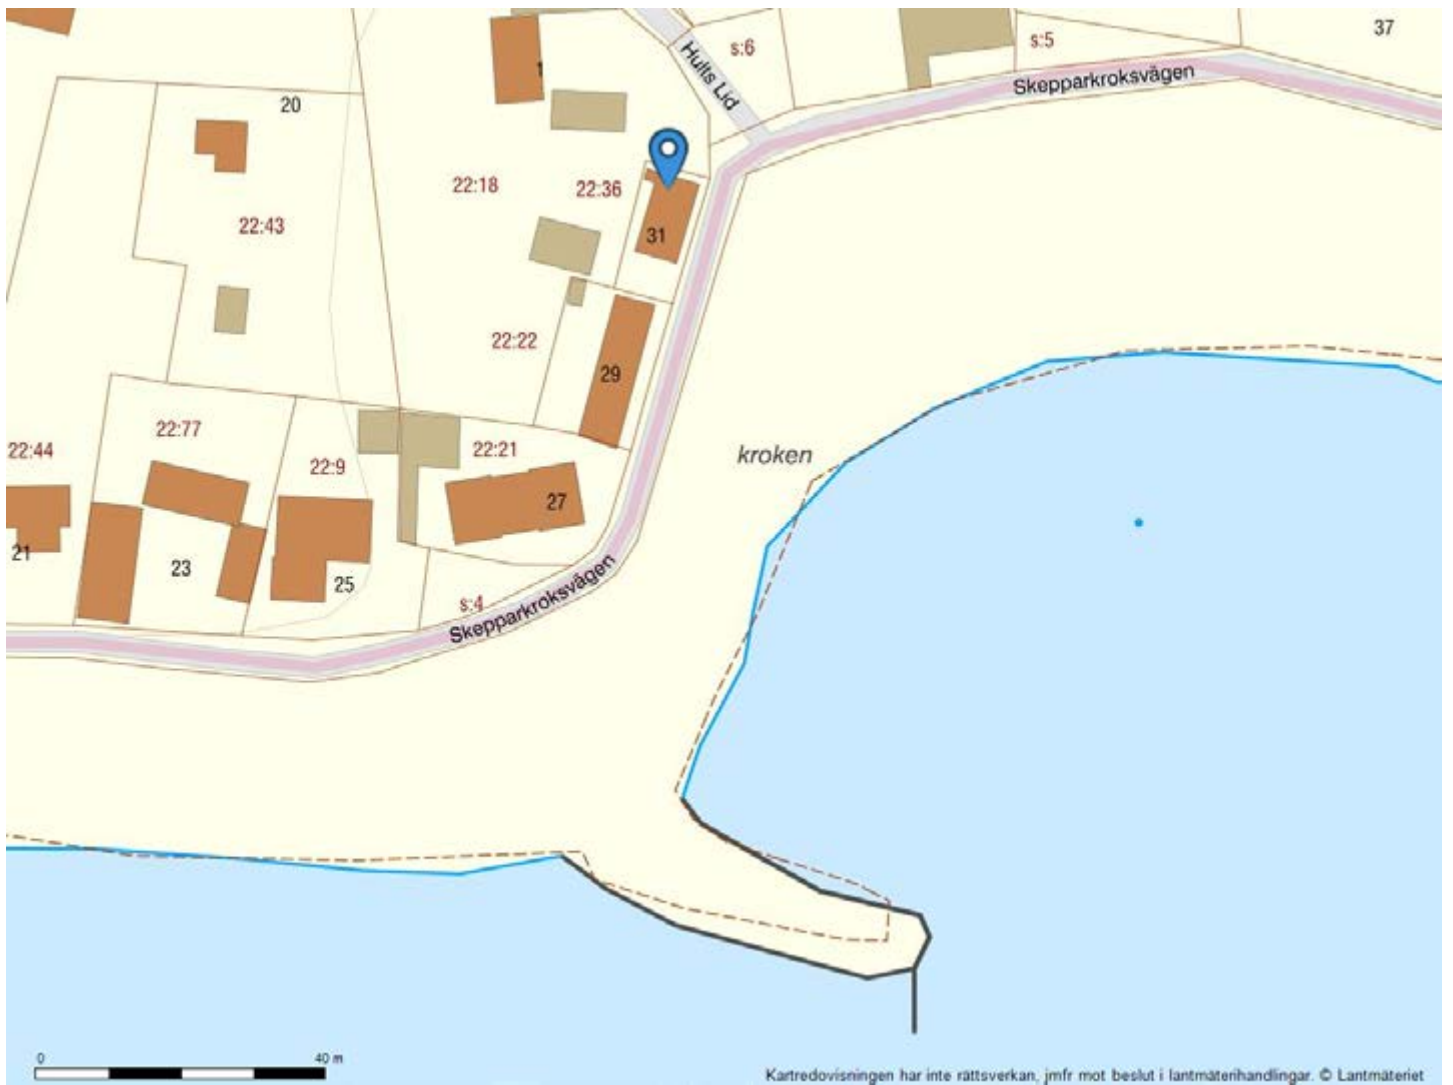 37
s:6
s:5
Hults Lid
Skepparkroksvägen
20
1
22:18
22:36
22:43
31
22:22
29
22:77
22:44
22:9
22:21
kroken
27
21
23
25
s:4
Skepparkroksvägen
0 40 m
Kartredovisningen har inte rättsverkan, jmfr mot beslut i lantmäterihandlingar. © Lantmäteriet